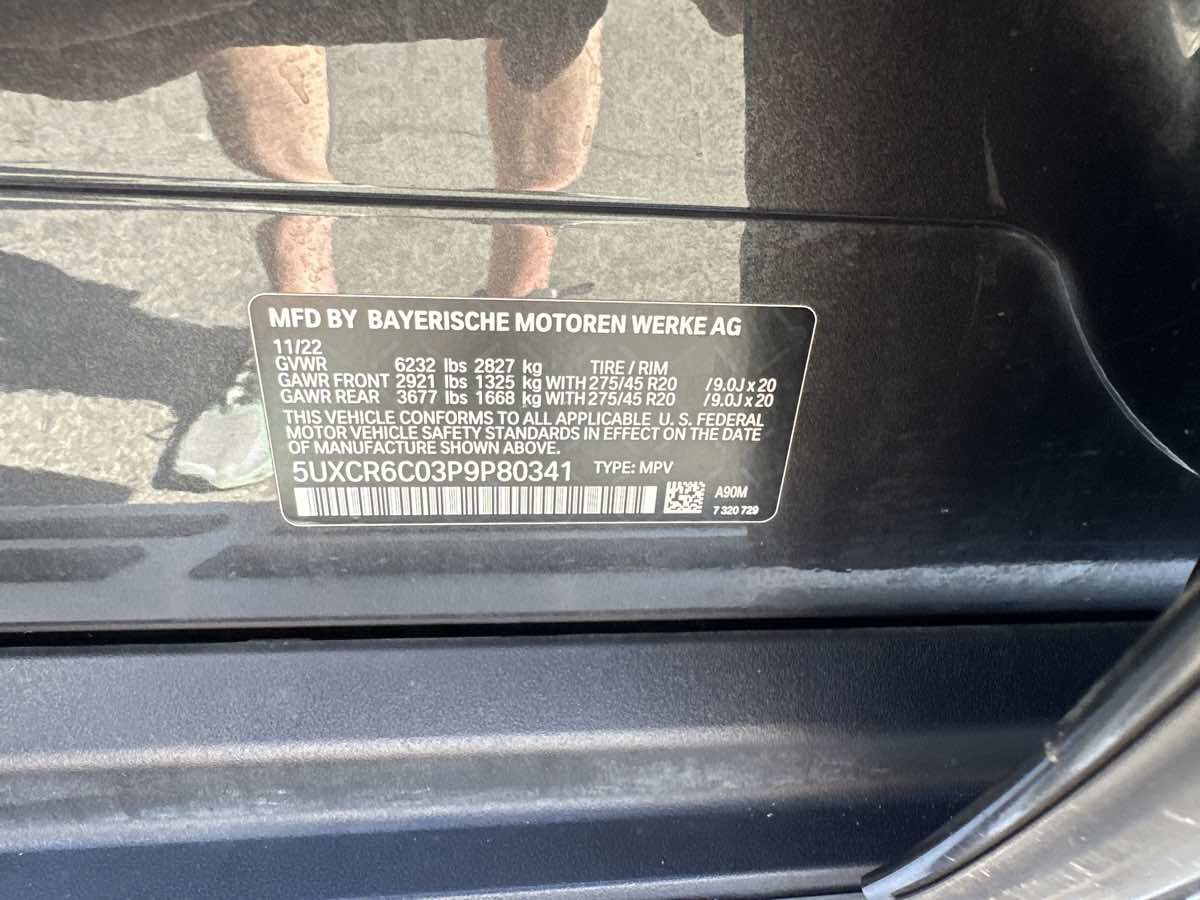 MFD BY BAYERISCHE MOTOREN WERKE AG
11/22
GVWR 6232 lbs 2827 kg TIRE / RIM
GAWR FRONT 2921 lbs 1325 kg WITH 275/45 R20 / 9.0J x 20
GAWR REAR 3677 lbs 1668 kg WITH 275/45 R20 / 9.0J x 20
THIS VEHICLE CONFORMS TO ALL APPLICABLE U. S. FEDERAL
MOTOR VEHICLE SAFETY STANDARDS IN EFFECT ON THE DATE
OF MANUFACTURE SHOWN ABOVE.
5UXCR6C03P9P80341 TYPE: MPV
A90M
7 320 729